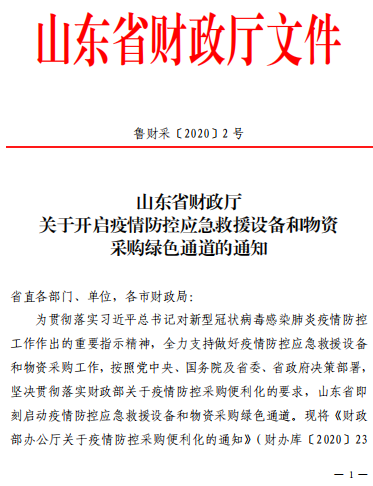 山东省财政厅文件
鲁财采〔2020〕2 号
山东省财政厅
关于开启疫情防控应急救援设备和物资
采购绿色通道的通知
省直各部门、单位，各市财政局：
为贯彻落实习近平总书记对新型冠状病毒感染肺炎疫情防控
工作作出的重要指示精神，全力支持做好疫情防控应急救援设备
和物资采购工作，按照党中央、国务院及省委、省政府决策部署，
坚决贯彻落实财政部关于疫情防控采购便利化的要求，山东省即
刻启动疫情防控应急救援设备和物资采购绿色通道。现将《财政
部办公厅关于疫情防控采购便利化的通知》（财办库〔2020〕23
— 1 —